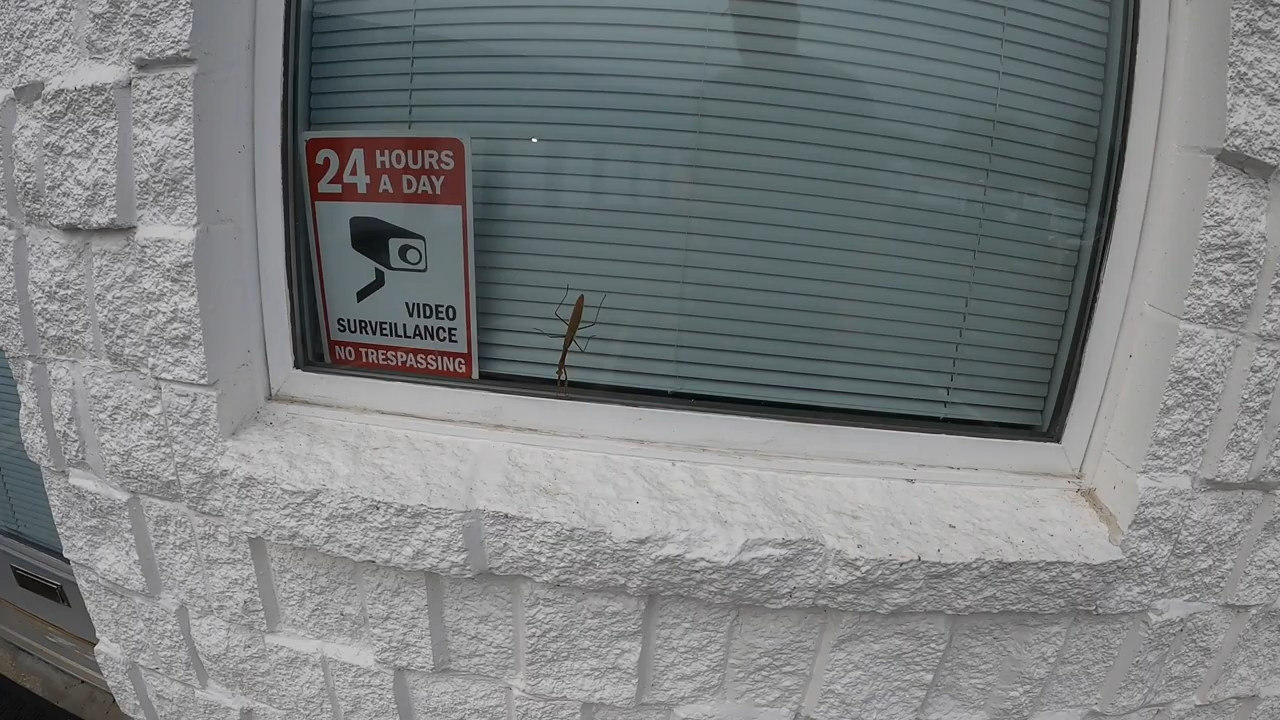 24 HOURS
A DAY
VIDEO
SURVEILLANCE
NO TRESPASSING